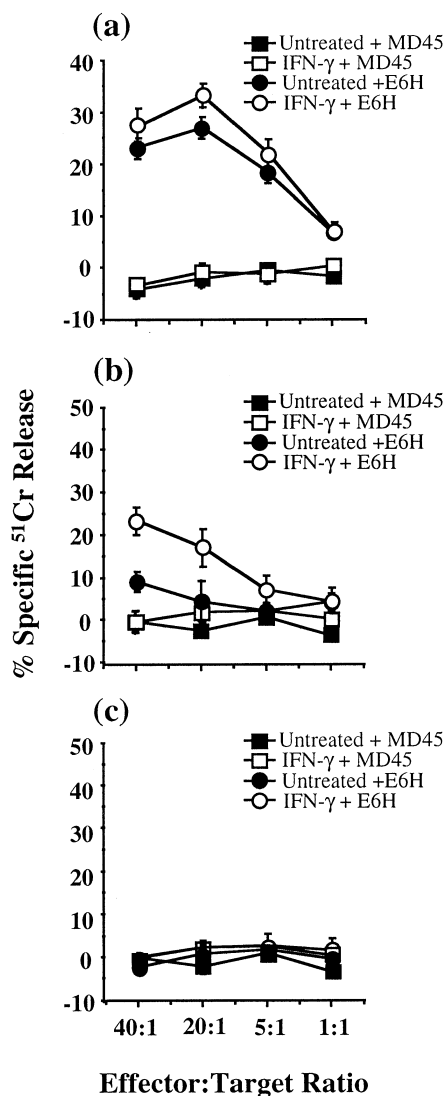 (a)
Untreated + MD45
IFN-γ + MD45
Untreated +E6H
IFN-γ + E6H
40
30
20
10
0
-10
(b)
Untreated + MD45
IFN-γ + MD45
Untreated +E6H
IFN-γ + E6H
50
40
30
20
10
0
-10
% Specific ⁵¹Cr Release
(c)
Untreated + MD45
IFN-γ + MD45
Untreated +E6H
IFN-γ + E6H
50
40
30
20
10
0
-10
40:1 20:1 5:1 1:1
Effector:Target Ratio